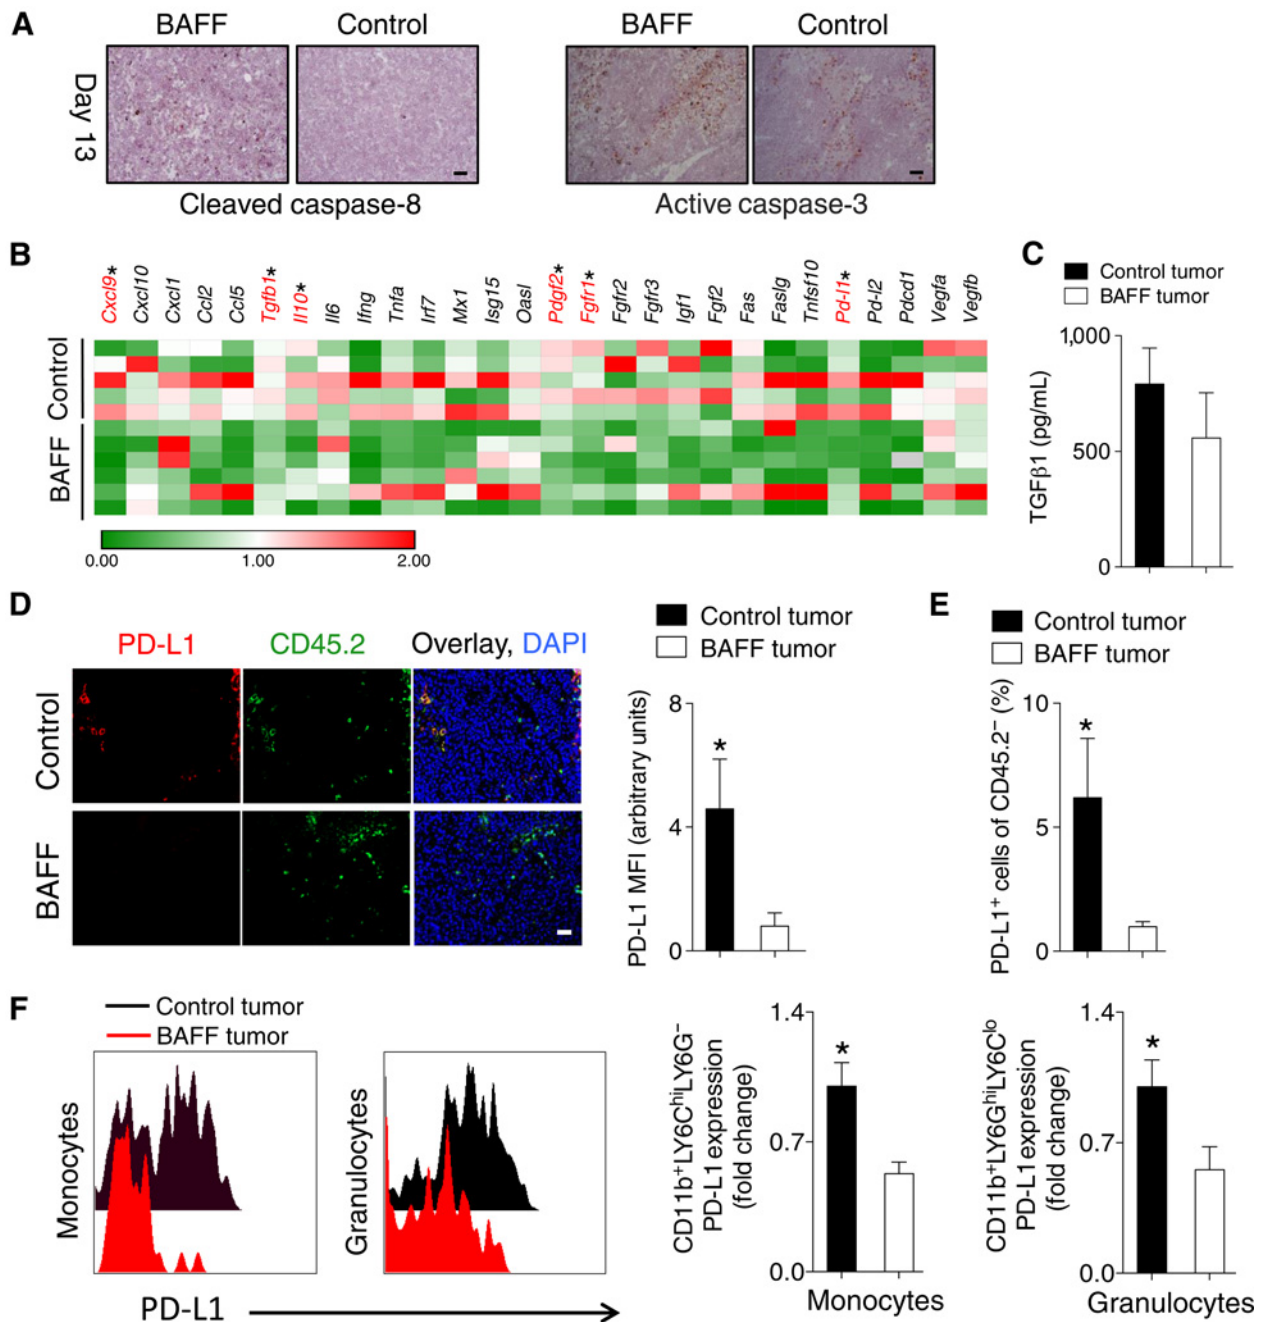 A
BAFF Control BAFF Control
Day 13
Cleaved caspase-8 Active caspase-3
B
Cxcl9* Cxcl10 Cxcl1 Ccl2 Ccl5 Tgfb1* Il10* Il6 Ifng Tnfa Irf7 Mx1 Isg15 Oasl Pdgf2* Fgfr1* Fgfr2 Fgfr3 Igf1 Fgf2 Fas Faslg Tnfsf10 Pd-l1* Pd-l2 Pdcd1 Vegfa Vegfb
Control
BAFF
0.00 1.00 2.00
C
Control tumor
BAFF tumor
TGFβ1 (pg/mL)
1,000
500
0
D
PD-L1 CD45.2 Overlay, DAPI
Control
BAFF
Control tumor
BAFF tumor
PD-L1 MFI (arbitrary units)
8
4
0
*
E
Control tumor
BAFF tumor
PD-L1⁺ cells of CD45.2⁻ (%)
10
5
0
*
F
Control tumor
BAFF tumor
Monocytes
Granulocytes
PD-L1
CD11b⁺LY6CʰⁱLY6G⁻
PD-L1 expression
(fold change)
1.4
0.7
0.0
*
Monocytes
CD11b⁺LY6GʰⁱLY6Cˡᵒ
PD-L1 expression
(fold change)
1.4
0.7
0.0
*
Granulocytes